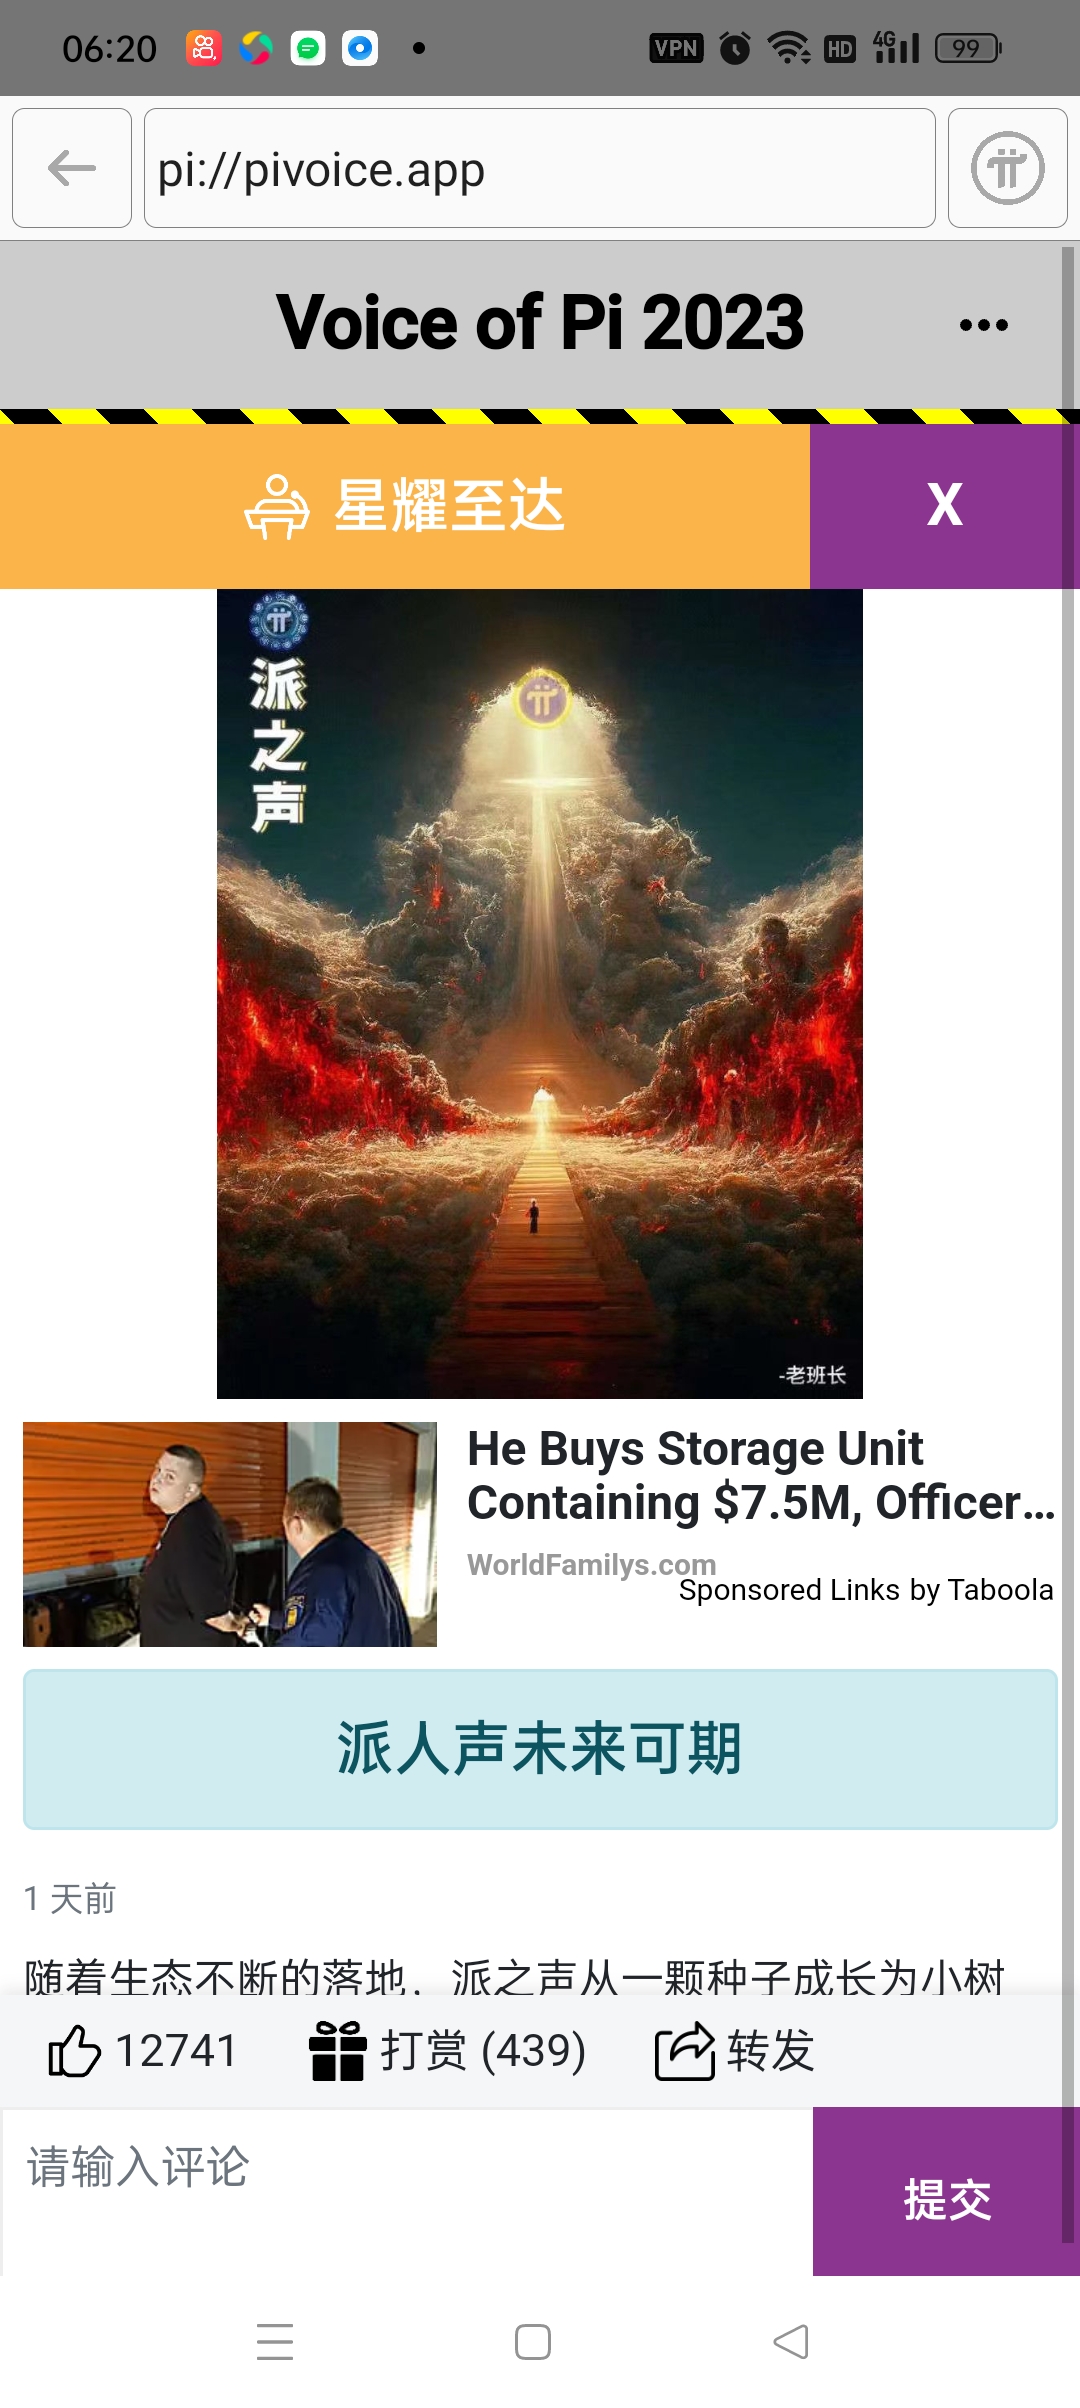 06:20
VPN
HD
4G
99
pi://pivoice.app
Voice of Pi 2023
星耀至达
X
派之声
-老班长
He Buys Storage Unit
Containing $7.5M, Officer…
WorldFamilys.com
Sponsored Links by Taboola
派人声未来可期
1 天前
随着生态不断的落地，派之声从一颗种子成长为小树
12741
打赏 (439)
转发
请输入评论
提交